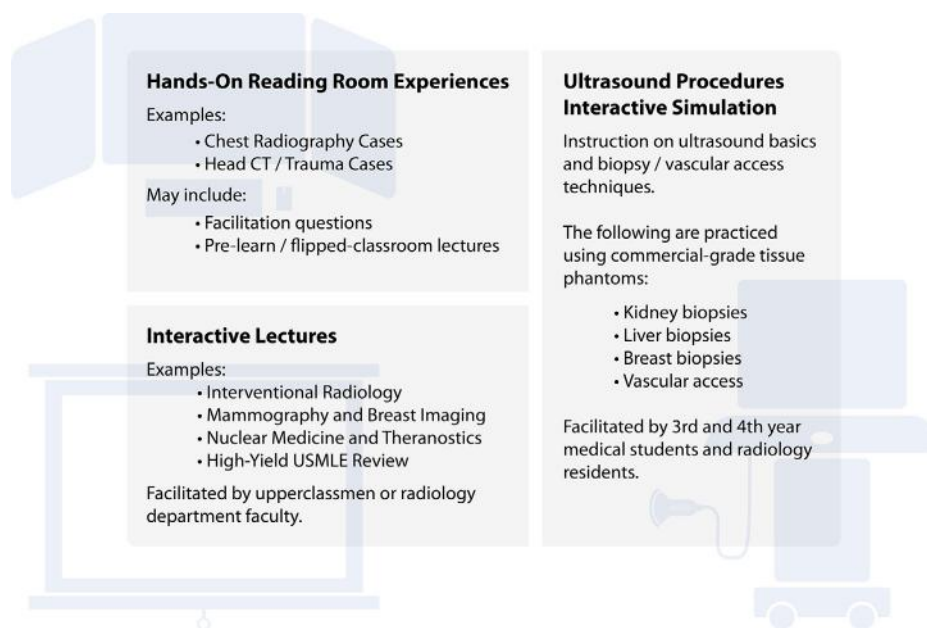 Hands-On Reading Room Experiences
Examples:
• Chest Radiography Cases
• Head CT / Trauma Cases
May include:
• Facilitation questions
• Pre-learn / flipped-classroom lectures
Interactive Lectures
Examples:
• Interventional Radiology
• Mammography and Breast Imaging
• Nuclear Medicine and Theranostics
• High-Yield USMLE Review
Facilitated by upperclassmen or radiology
department faculty.
Ultrasound Procedures
Interactive Simulation
Instruction on ultrasound basics
and biopsy / vascular access
techniques.
The following are practiced
using commercial-grade tissue
phantoms:
• Kidney biopsies
• Liver biopsies
• Breast biopsies
• Vascular access
Facilitated by 3rd and 4th year
medical students and radiology
residents.